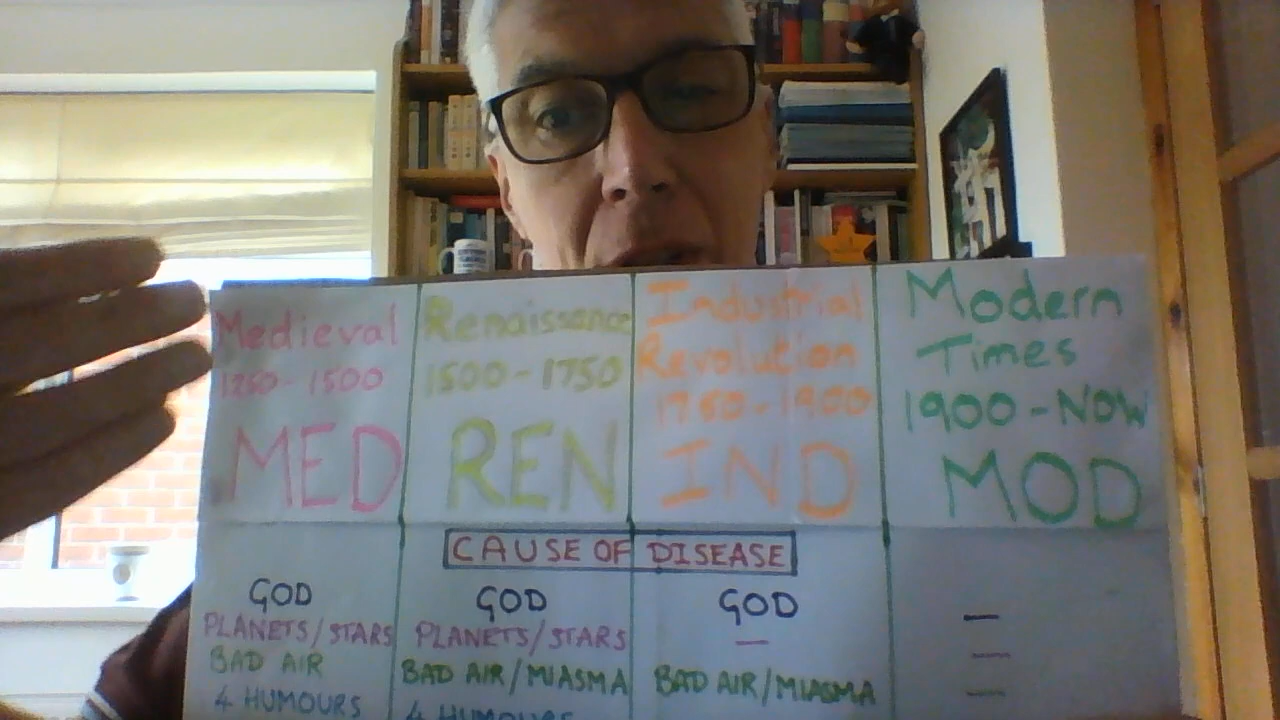 Medieval
1250-1500
MED
Renaissance
1500-1750
REN
Industrial
Revolution
1750-1900
IND
Modern
Times
1900-NOW
MOD
CAUSE OF DISEASE
GOD
PLANETS/STARS
BAD AIR
4 HUMOURS
GOD
PLANETS/STARS
BAD AIR/MIASMA
4 HUMOURS
GOD
—
BAD AIR/MIASMA
—
—
—